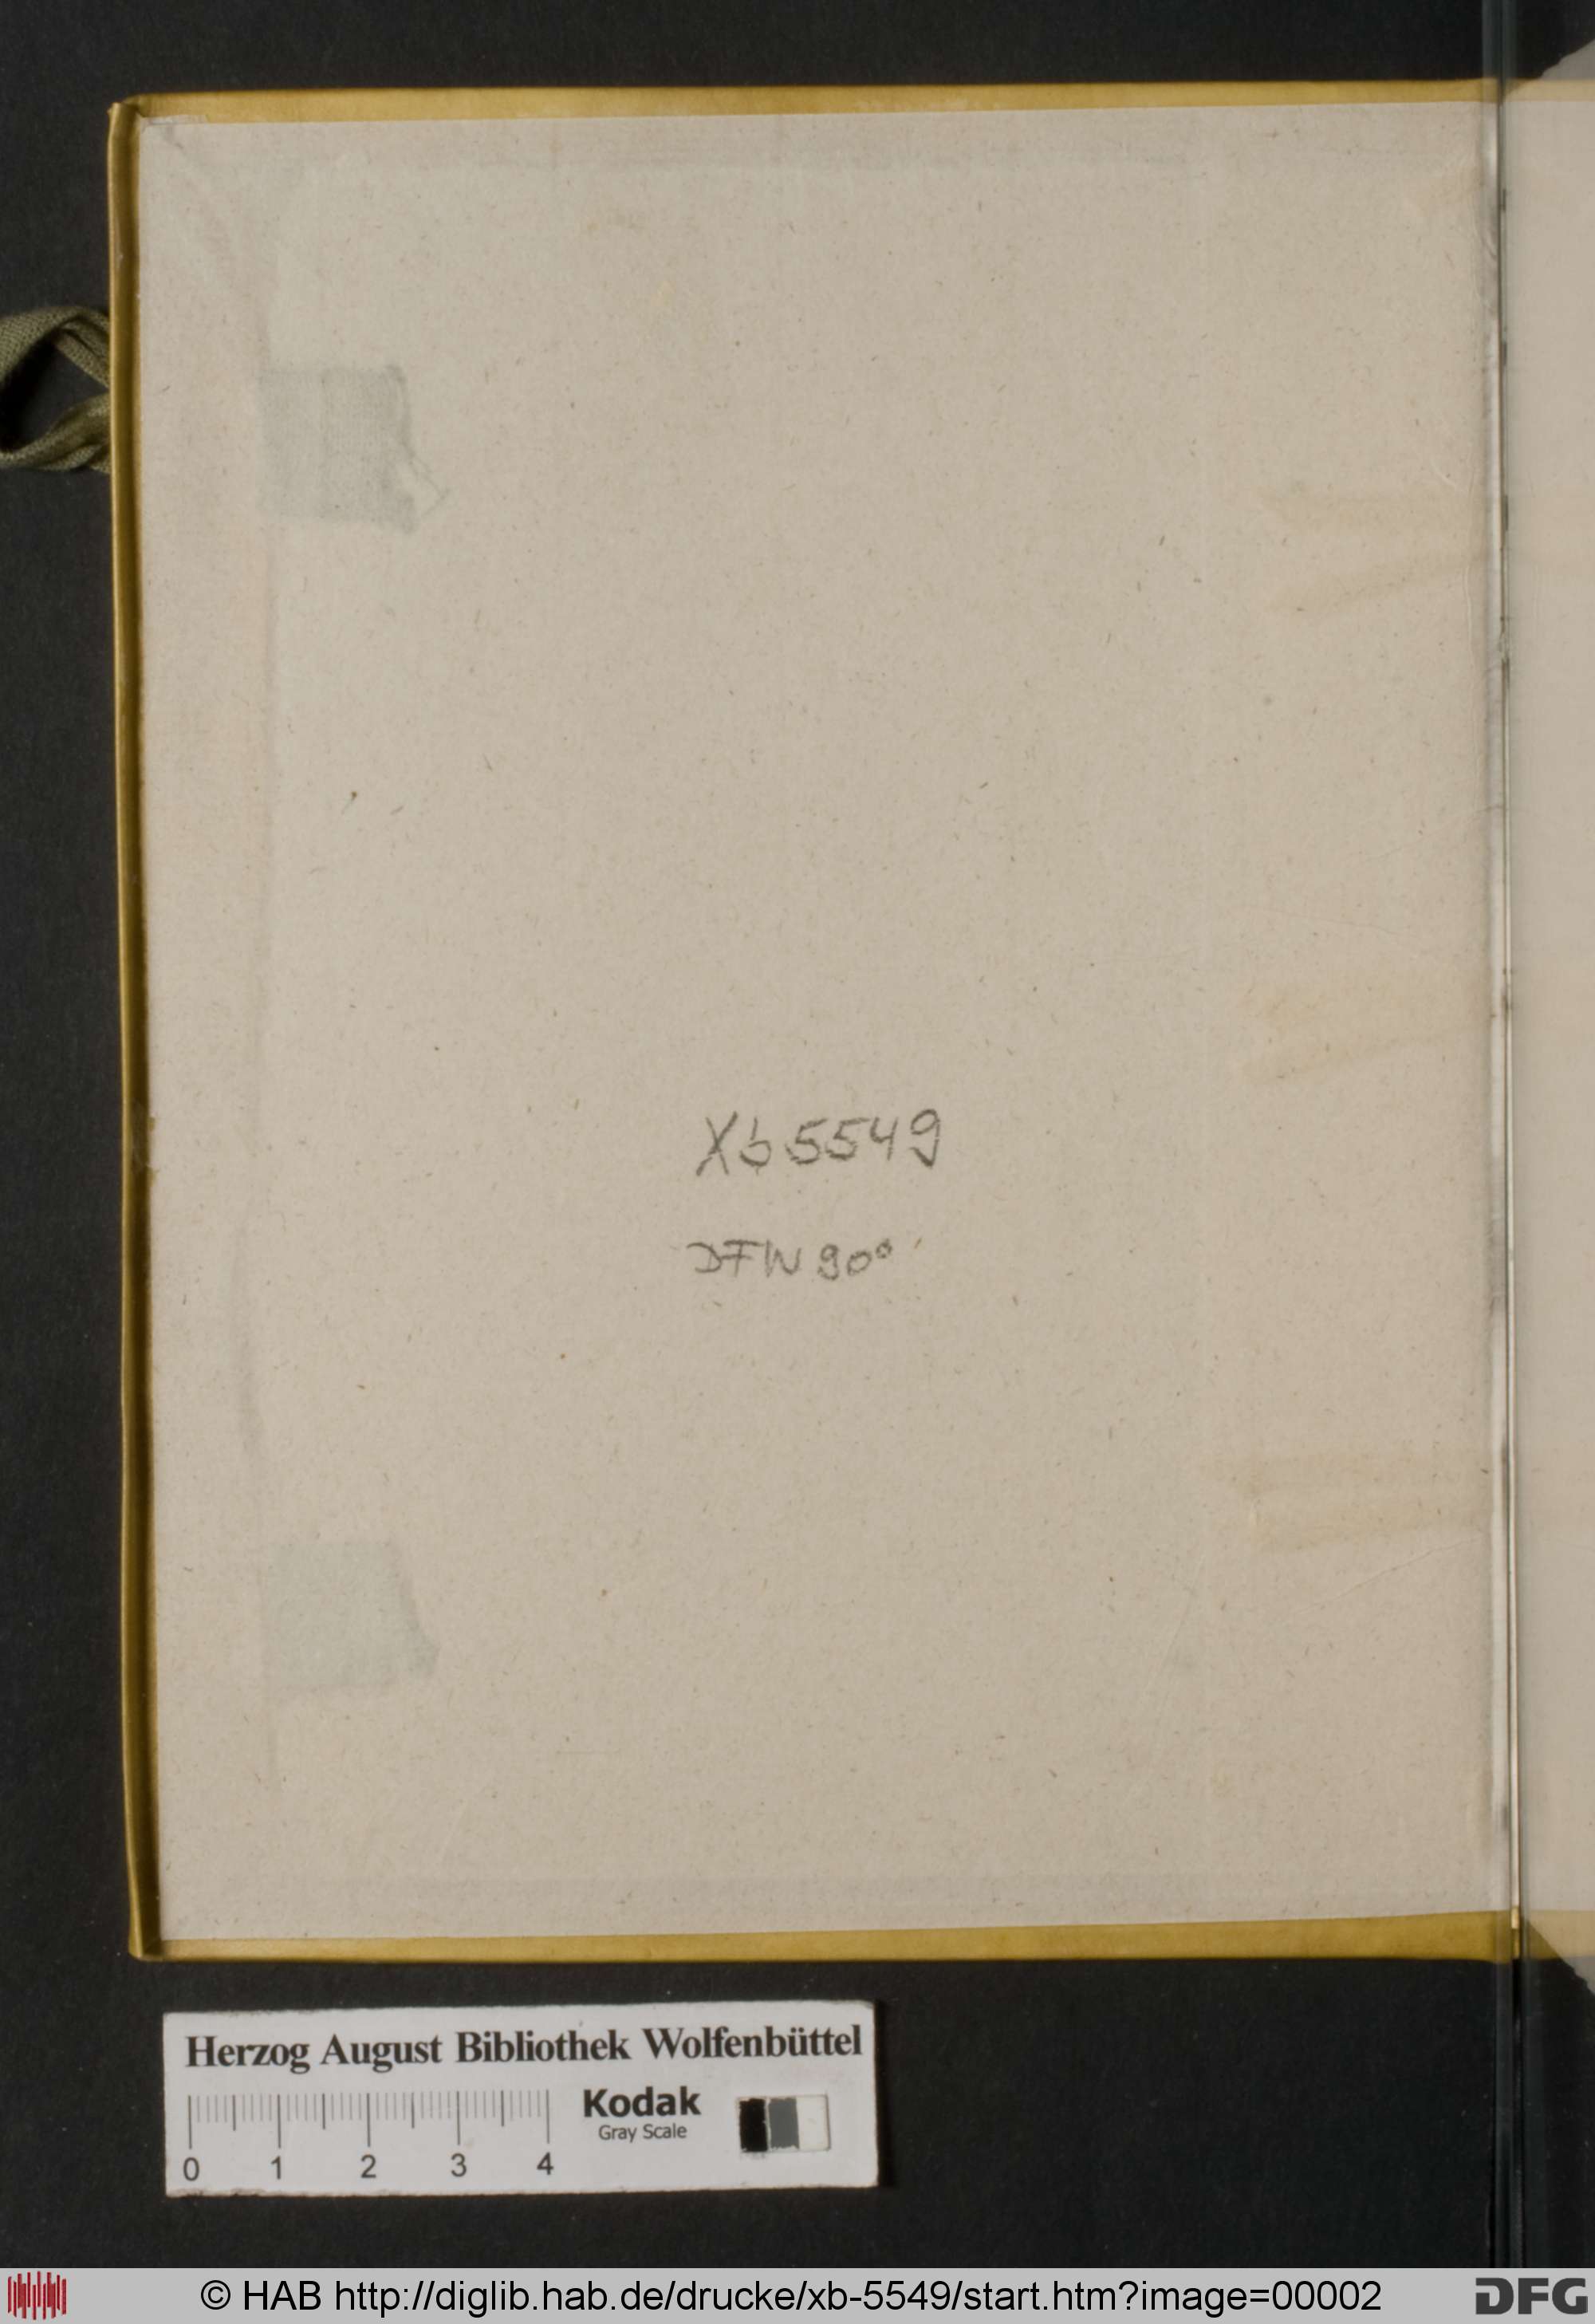 Xb 5549
DFW 90°
Herzog August Bibliothek Wolfenbüttel
Kodak
Gray Scale
0 1 2 3 4
© HAB http://diglib.hab.de/drucke/xb-5549/start.htm?image=00002
DFG